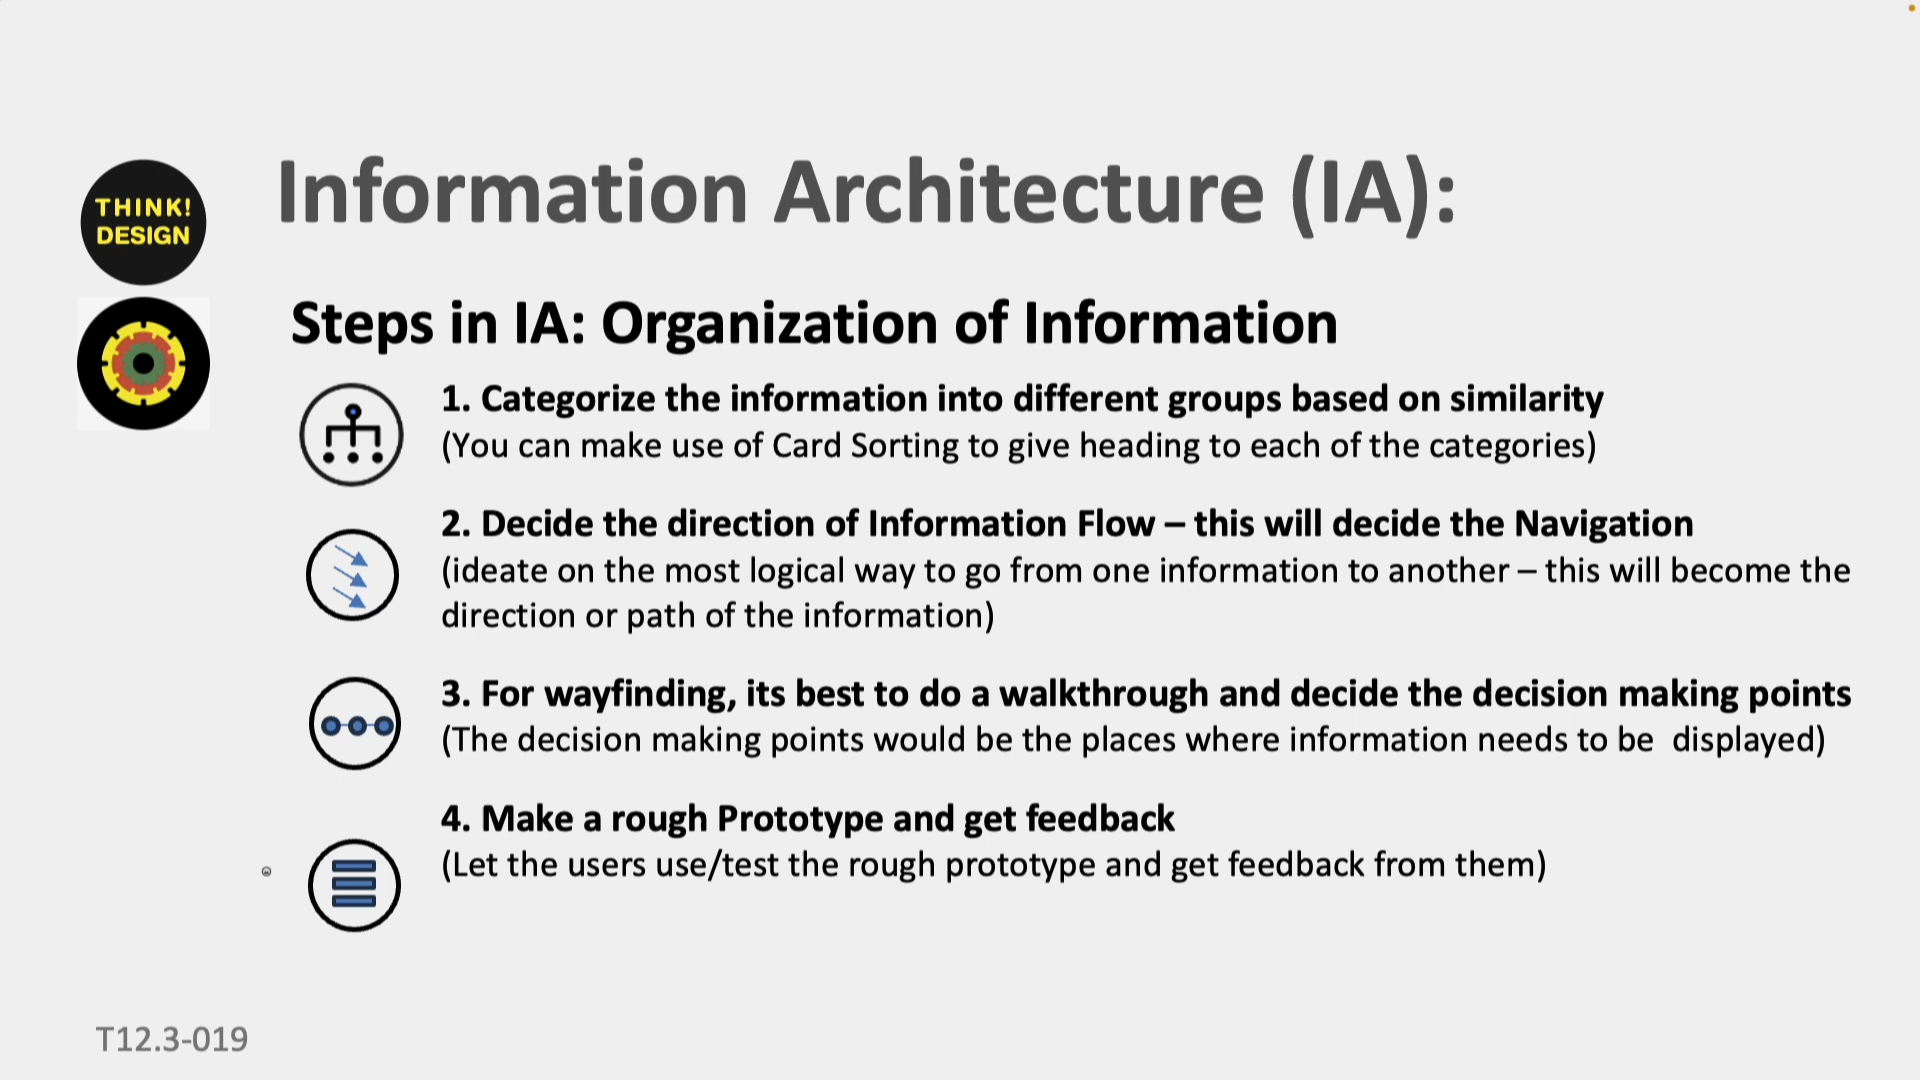 THINK!
DESIGN
Information Architecture (IA):
Steps in IA: Organization of Information
1. Categorize the information into different groups based on similarity
(You can make use of Card Sorting to give heading to each of the categories)
2. Decide the direction of Information Flow – this will decide the Navigation
(ideate on the most logical way to go from one information to another – this will become the
direction or path of the information)
3. For wayfinding, its best to do a walkthrough and decide the decision making points
(The decision making points would be the places where information needs to be  displayed)
4. Make a rough Prototype and get feedback
(Let the users use/test the rough prototype and get feedback from them)
T12.3-019